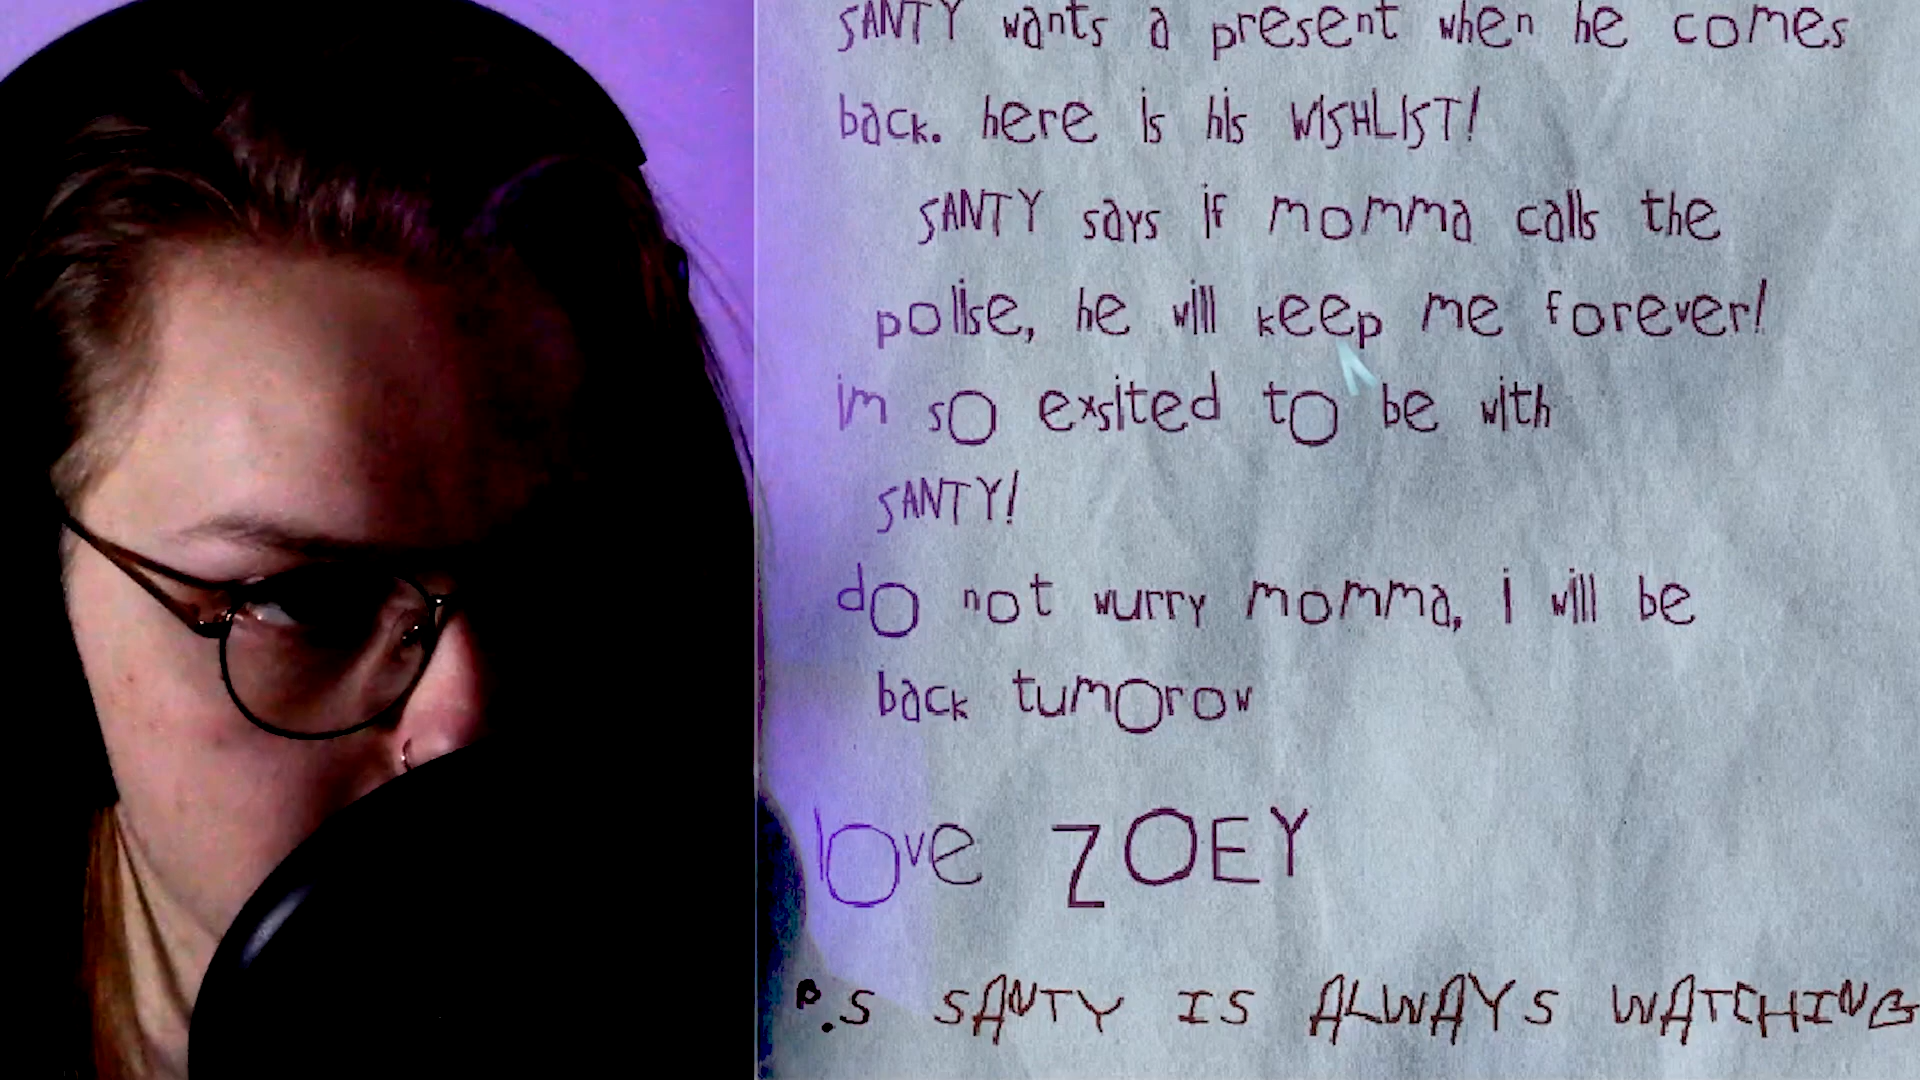 SANTY wants a present when he comes
back. here is his WISHLIST!
SANTY says if momma calls the
polise, he will keep me forever!
im so exsited to be with
SANTY!
do not wurry momma, i will be
back tumorow
love ZOEY
P.S SANTY IS ALWAYS WATCHING